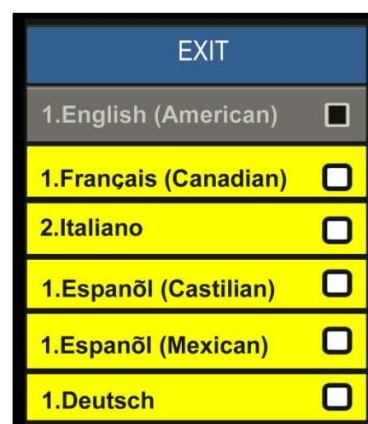 EXIT
1.English (American)
1.Français (Canadian)
2.Italiano
1.Espanõl (Castilian)
1.Espanõl (Mexican)
1.Deutsch